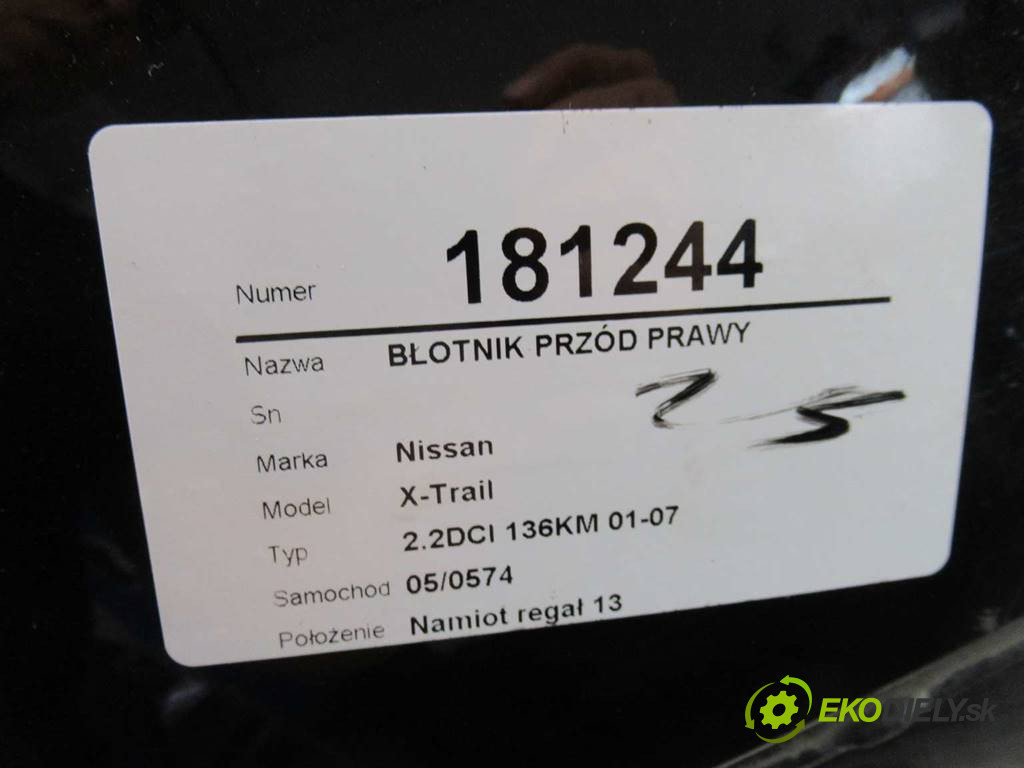 Numer 181244
Nazwa BŁOTNIK PRZÓD PRAWY
Sn
Marka Nissan
Model X-Trail
Typ 2.2DCI 136KM 01-07
Samochod 05/0574
Położenie Namiot regał 13
EKODIELY.sk